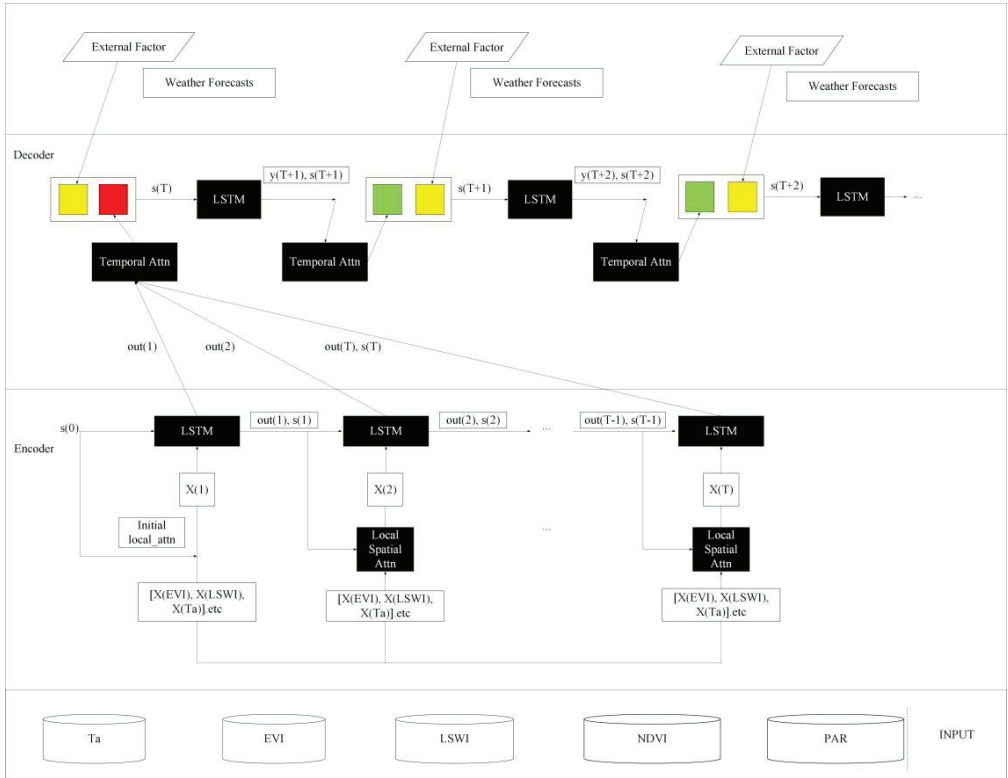 External Factor
External Factor
External Factor
Weather Forecasts
Weather Forecasts
Weather Forecasts
Decoder
s(T)
LSTM
y(T+1), s(T+1)
s(T+1)
LSTM
y(T+2), s(T+2)
s(T+2)
LSTM
...
Temporal Attn
Temporal Attn
Temporal Attn
out(1)
out(2)
out(T), s(T)
Encoder
s(0)
LSTM
out(1), s(1)
LSTM
out(2), s(2)
...
out(T-1), s(T-1)
LSTM
X(1)
X(2)
X(T)
Initial
local_attn
Local
Spatial
Attn
...
Local
Spatial
Attn
[X(EVI), X(LSWI),
X(Ta)].etc
[X(EVI), X(LSWI),
X(Ta)].etc
[X(EVI), X(LSWI),
X(Ta)].etc
Ta
EVI
LSWI
NDVI
PAR
INPUT